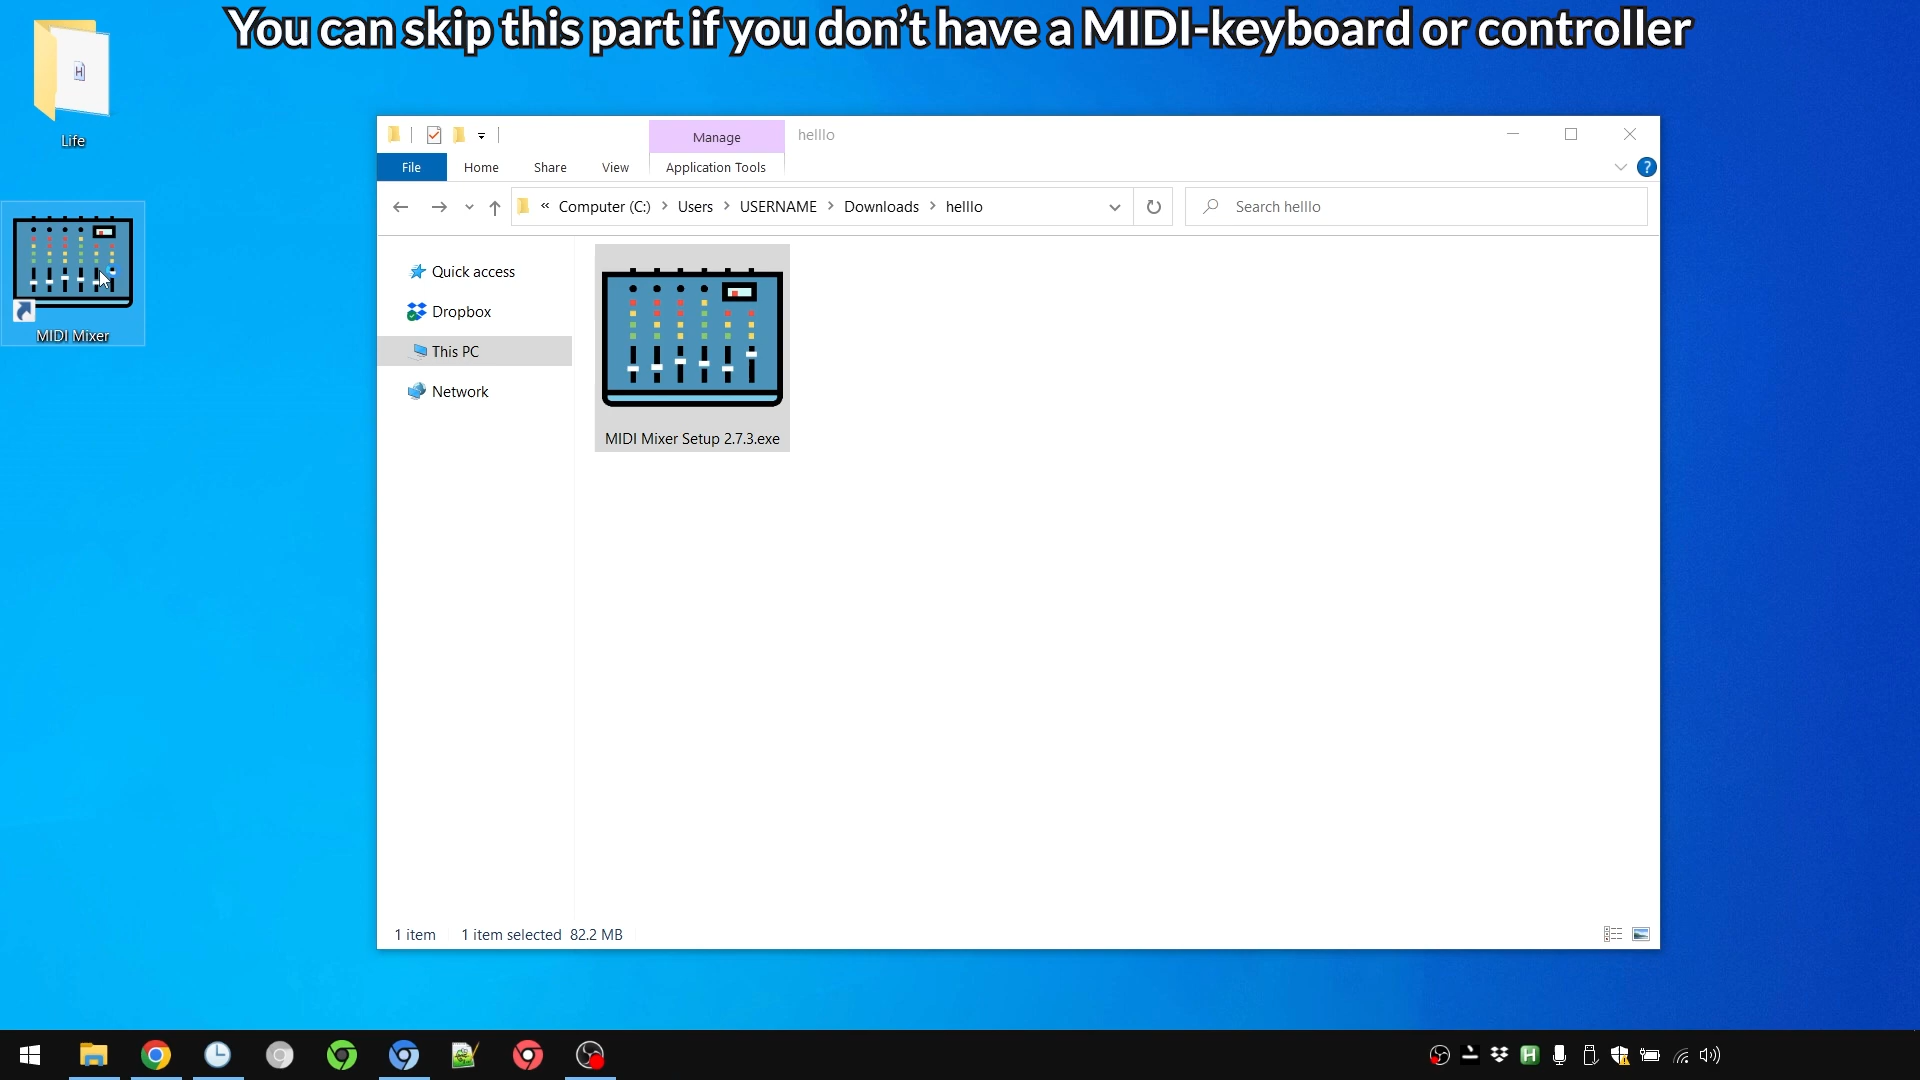 You can skip this part if you don't have a MIDI-keyboard or controller
Life
MIDI Mixer
Manage
helllo
File
Home
Share
View
Application Tools
?
« Computer (C:) > Users > USERNAME > Downloads > helllo
Search helllo
Quick access
Dropbox
This PC
Network
MIDI Mixer Setup 2.7.3.exe
1 item
1 item selected 82.2 MB